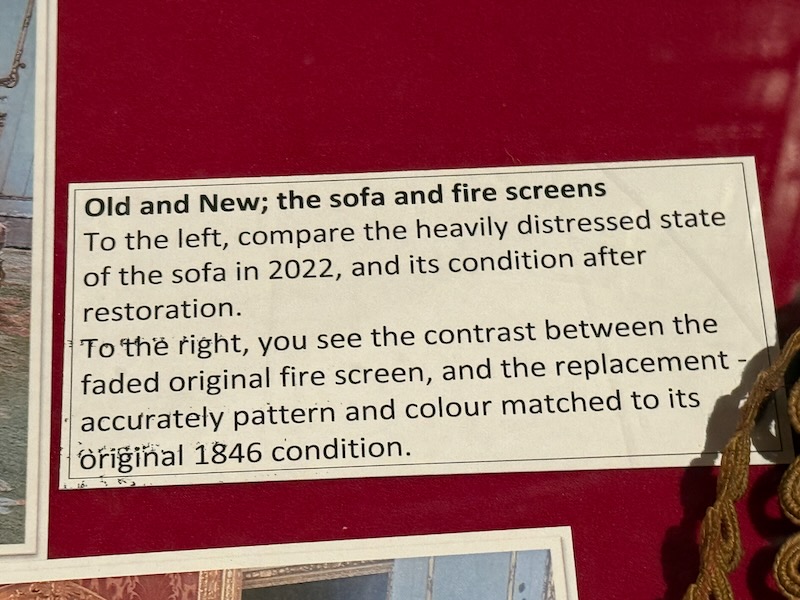 Old and New; the sofa and fire screens
To the left, compare the heavily distressed state
of the sofa in 2022, and its condition after
restoration.
To the right, you see the contrast between the
faded original fire screen, and the replacement -
accurately pattern and colour matched to its
original 1846 condition.